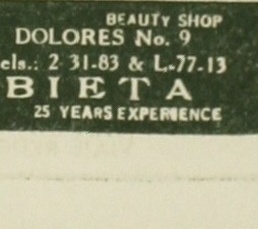 BEAUTY SHOP
DOLORES No. 9
els.: 2 31-83 & L-77-13
BIETA
25 YEARS EXPERIENCE